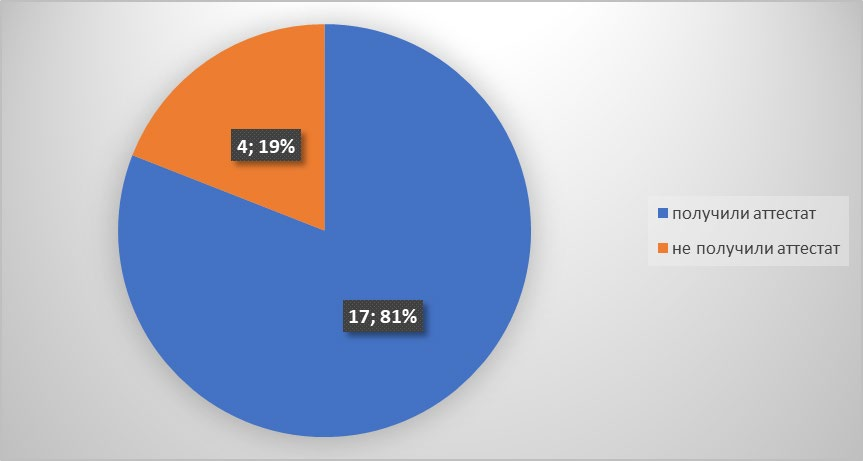 4; 19%
17; 81%
получили аттестат
не получили аттестат